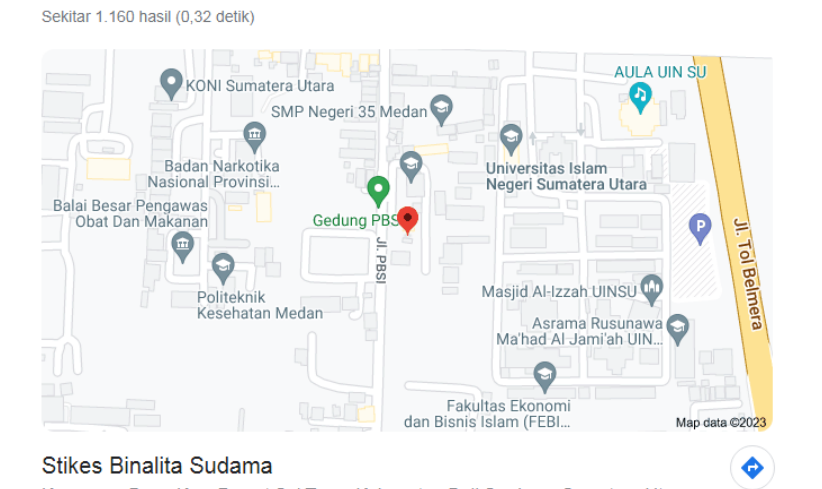 Sekitar 1.160 hasil (0,32 detik)
AULA UIN SU
KONI Sumatera Utara
SMP Negeri 35 Medan
Badan Narkotika
Nasional Provinsi...
Universitas Islam
Negeri Sumatera Utara
Balai Besar Pengawas
Obat Dan Makanan
Gedung PBSI
P
Jl. PBSI
Jl. Tol Belmera
Politeknik
Kesehatan Medan
Masjid Al-Izzah UINSU
Asrama Rusunawa
Ma'had Al Jami'ah UIN...
Fakultas Ekonomi
dan Bisnis Islam (FEBI...
Map data ©2023
Stikes Binalita Sudama